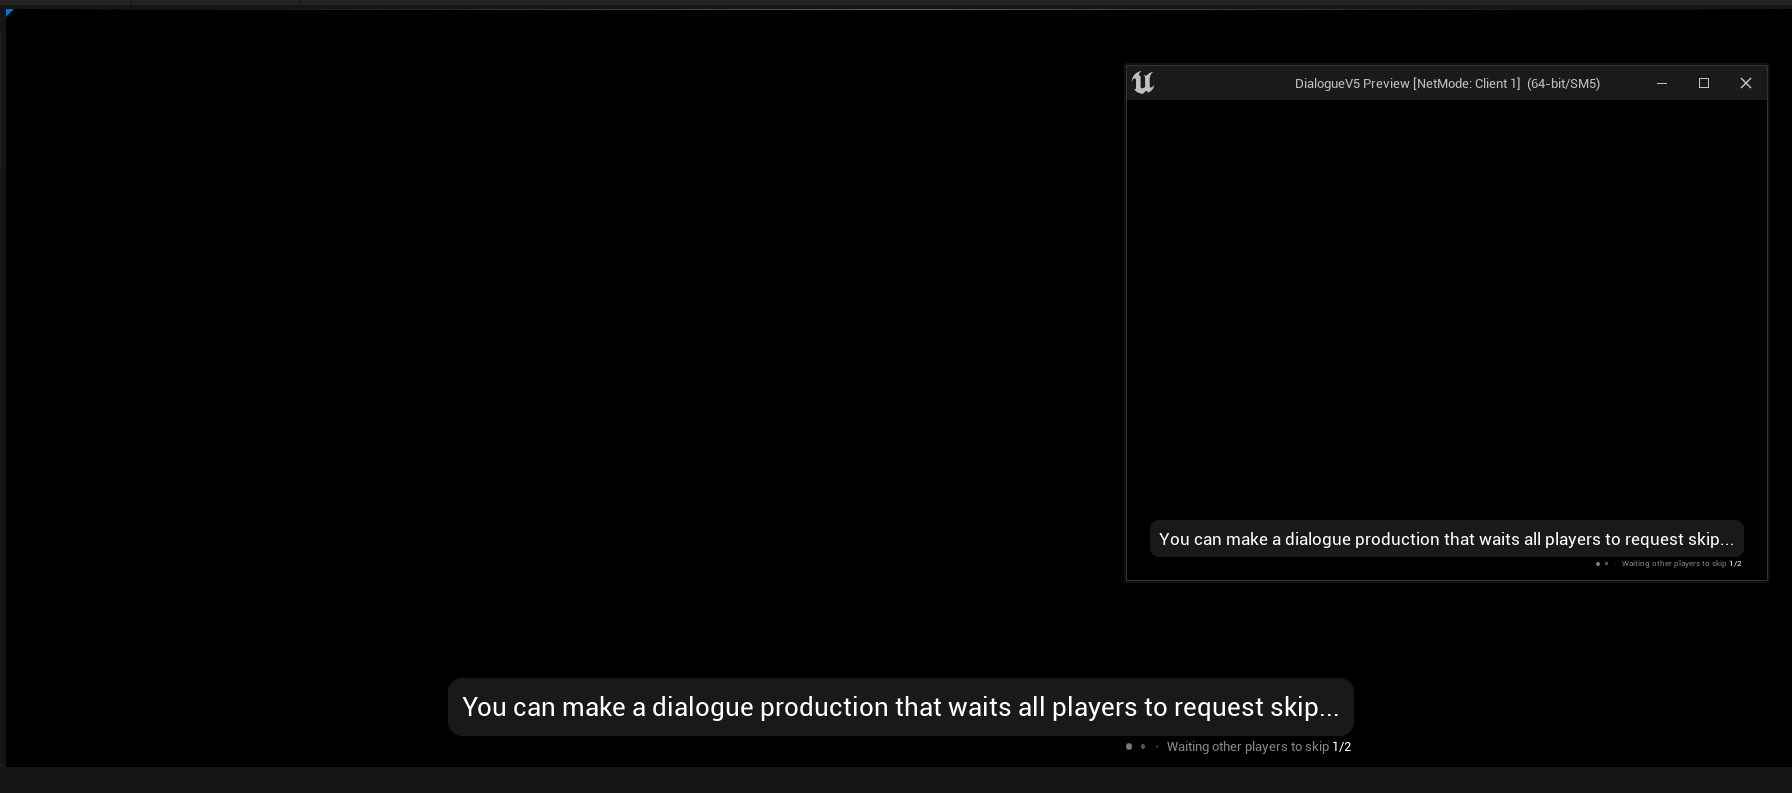 DialogueV5 Preview [NetMode: Client 1] (64-bit/SM5)
You can make a dialogue production that waits all players to request skip...
Waiting other players to skip 1/2
You can make a dialogue production that waits all players to request skip...
Waiting other players to skip 1/2